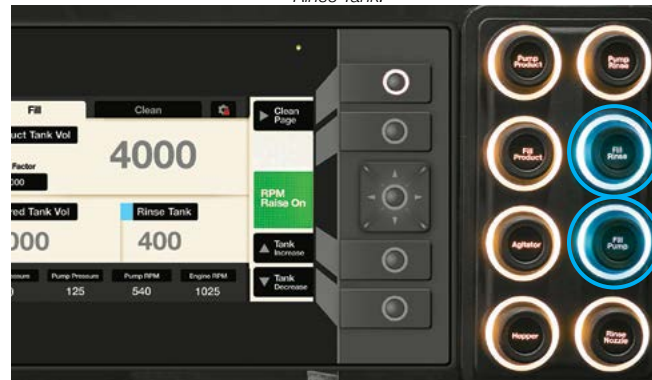 Rinse Tank.
Fill
Clean
uct Tank Vol
4000
Factor
000
red Tank Vol
000
Rinse Tank
400
ssure
Pump Pressure
125
Pump RPM
540
Engine RPM
1025
Clean
Page
RPM
Raise On
Tank
Increase
Tank
Decrease
Pump
Product
Pump
Rinse
Fill
Product
Fill
Rinse
Agitator
Fill
Pump
Hopper
Rinse
Nozzle